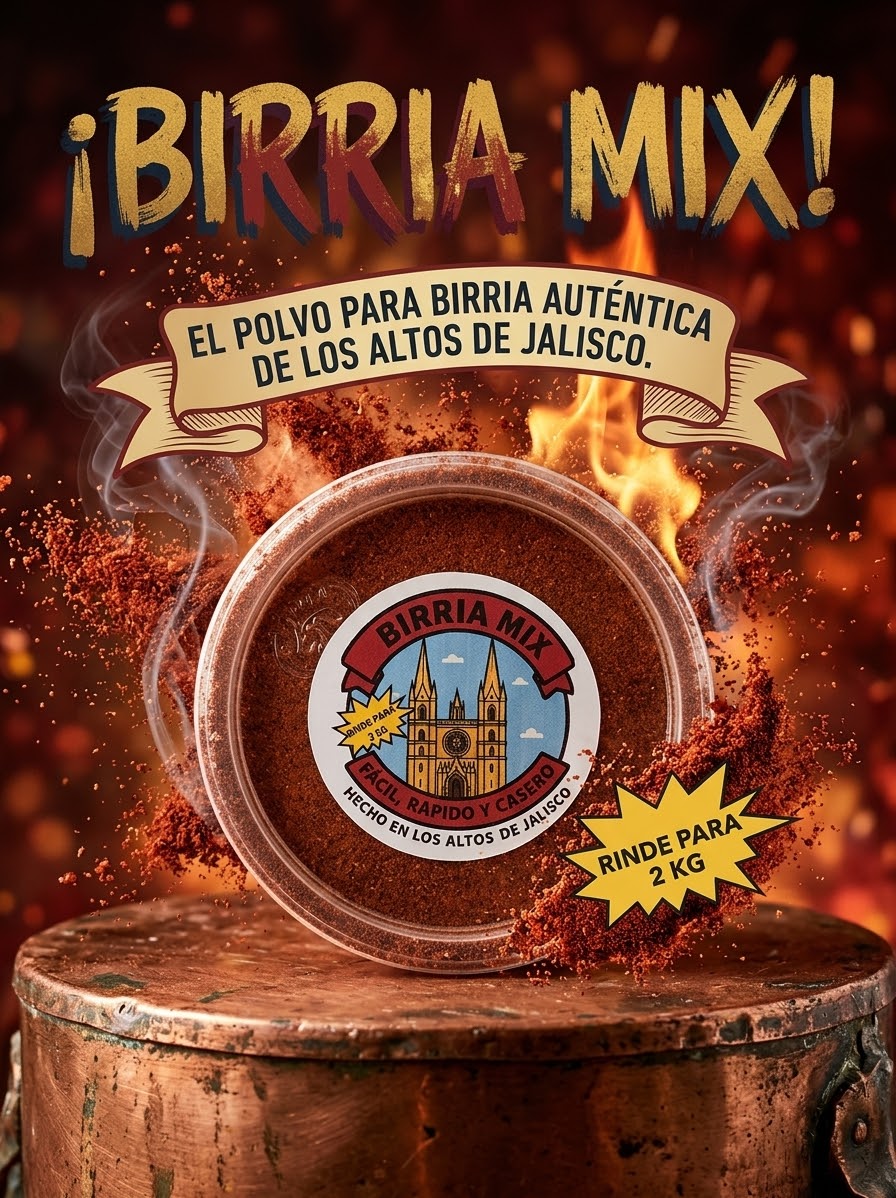 ¡BIRRIA MIX!
EL POLVO PARA BIRRIA AUTÉNTICA
DE LOS ALTOS DE JALISCO.
BIRRIA MIX
RINDE PARA
3 KG
FÁCIL, RAPIDO Y CASERO
HECHO EN LOS ALTOS DE JALISCO
RINDE PARA
2 KG